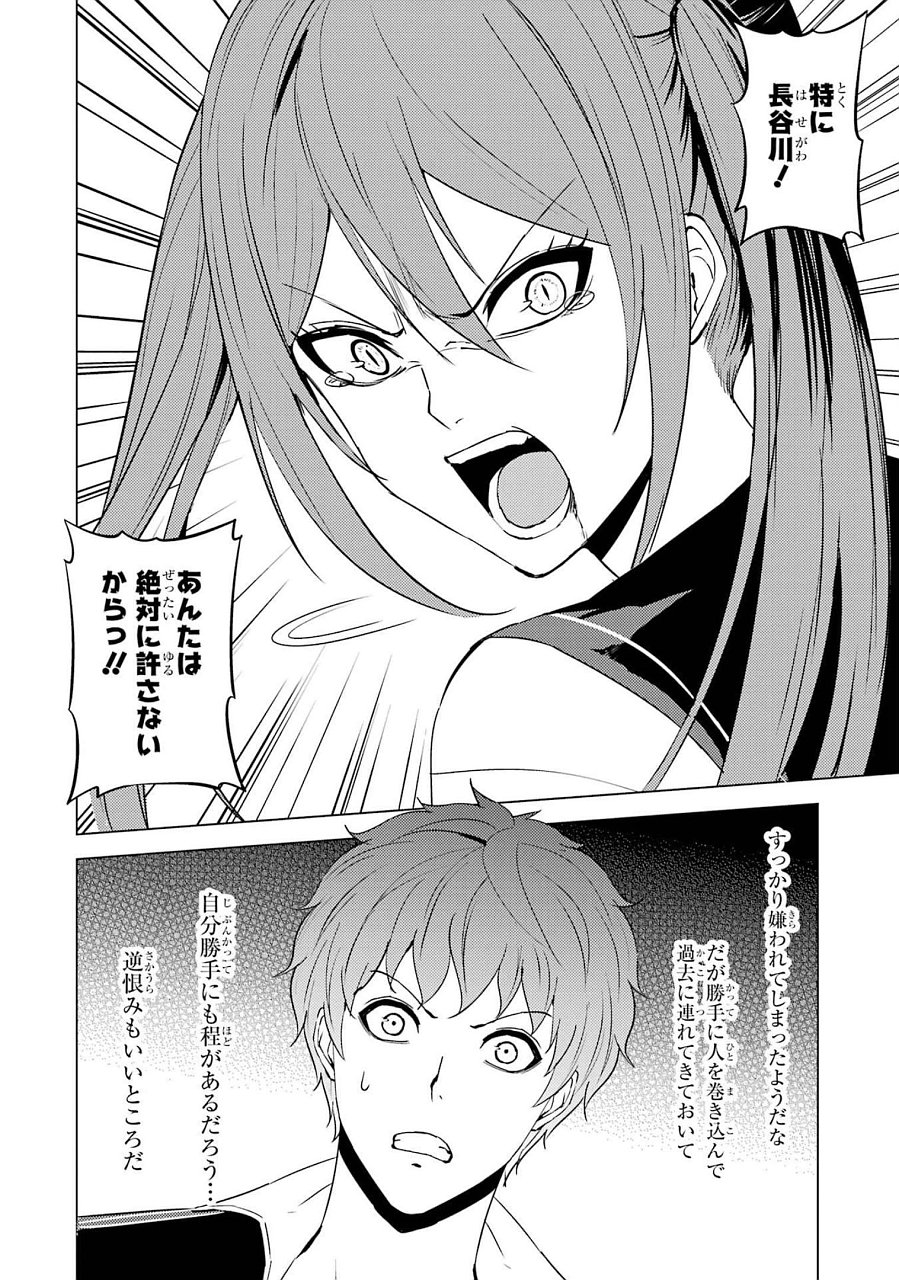 特に
長谷川！
あんたは
絶対に許さない
からっ!!
すっかり嫌われてしまったようだな
だが勝手に人を巻き込んで
過去に連れてきておいて
自分勝手にも程があるだろう…
逆恨みもいいところだ